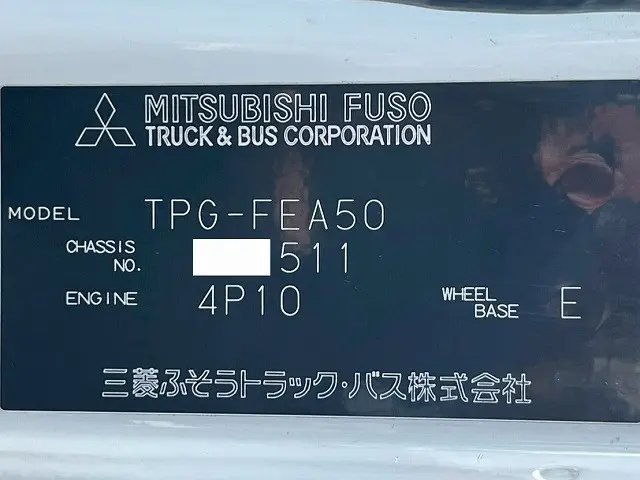 MITSUBISHI FUSO
TRUCK & BUS CORPORATION
MODEL TPG-FEA50
CHASSIS NO. 511
ENGINE 4P10 WHEEL BASE E
三菱ふそうトラック・バス株式会社